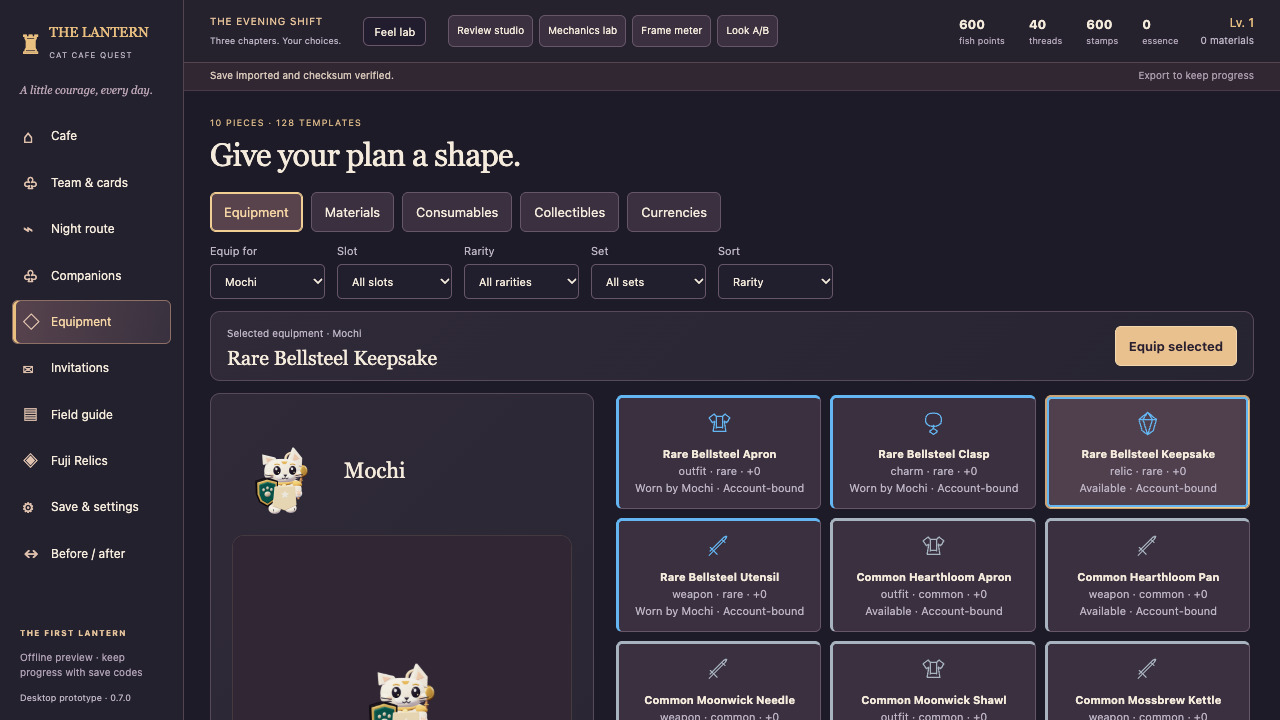 THE LANTERN
CAT CAFE QUEST
A little courage, every day.
Cafe
Team & cards
Night route
Companions
Equipment
Invitations
Field guide
Fuji Relics
Save & settings
Before / after
THE FIRST LANTERN
Offline preview · keep
progress with save codes
Desktop prototype · 0.7.0
THE EVENING SHIFT
Three chapters. Your choices.
Feel lab
Review studio
Mechanics lab
Frame meter
Look A/B
600
fish points
40
threads
600
stamps
0
essence
Lv. 1
0 materials
Save imported and checksum verified.
Export to keep progress
10 PIECES · 128 TEMPLATES
Give your plan a shape.
Equipment
Materials
Consumables
Collectibles
Currencies
Equip for
Slot
Rarity
Set
Sort
Mochi
All slots
All rarities
All sets
Rarity
Selected equipment · Mochi
Rare Bellsteel Keepsake
Equip selected
Mochi
Rare Bellsteel Apron
outfit · rare · +0
Worn by Mochi · Account-bound
Rare Bellsteel Clasp
charm · rare · +0
Worn by Mochi · Account-bound
Rare Bellsteel Keepsake
relic · rare · +0
Available · Account-bound
Rare Bellsteel Utensil
weapon · rare · +0
Worn by Mochi · Account-bound
Common Hearthloom Apron
outfit · common · +0
Available · Account-bound
Common Hearthloom Pan
weapon · common · +0
Available · Account-bound
Common Moonwick Needle
weapon · common · +0
Common Moonwick Shawl
outfit · common · +0
Common Mossbrew Kettle
weapon · common · +0